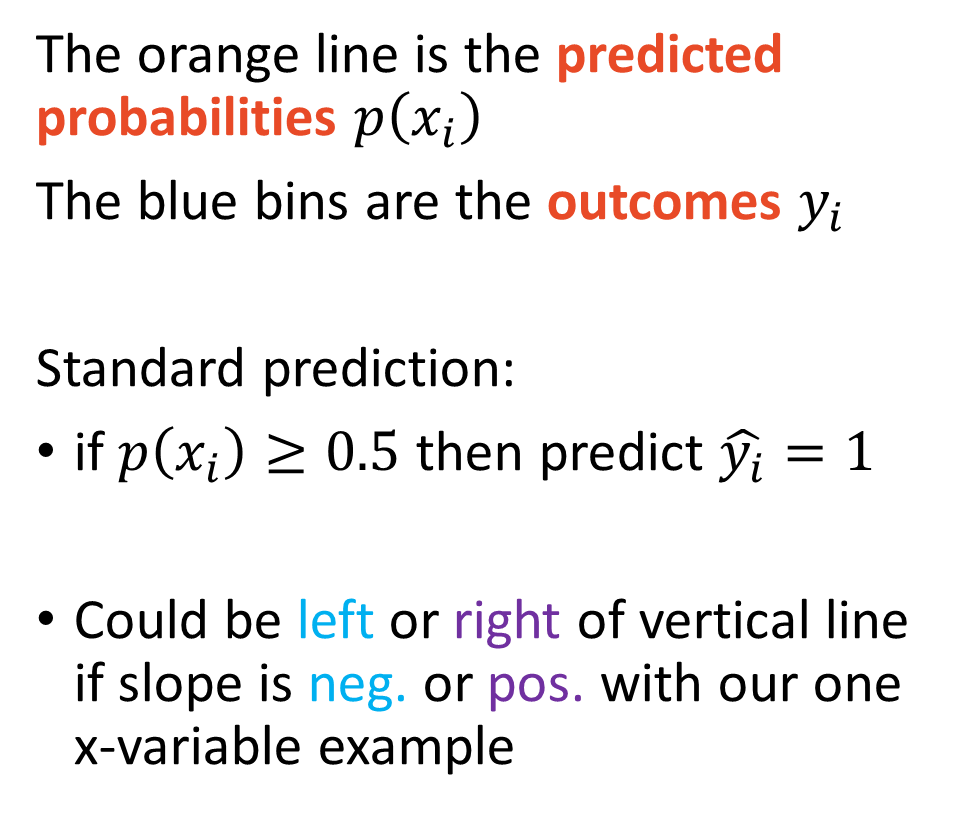 The orange line is the predicted
probabilities p(xᵢ)
The blue bins are the outcomes yᵢ
Standard prediction:
• if p(xᵢ) ≥ 0.5 then predict ŷᵢ = 1
• Could be left or right of vertical line
if slope is neg. or pos. with our one
x-variable example